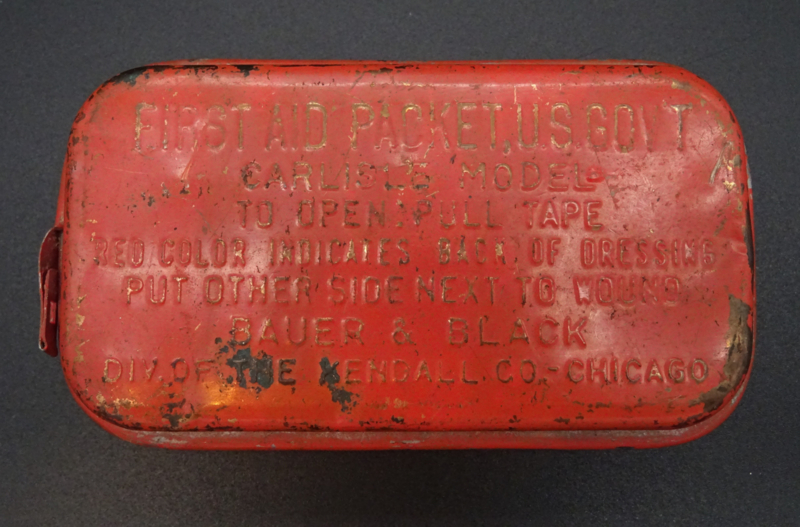 FIRST AID PACKET, U.S. GOV'T
CARLISLE MODEL
TO OPEN: PULL TAPE
RED COLOR INDICATES BACK OF DRESSING
PUT OTHER SIDE NEXT TO WOUND
BAUER & BLACK
DIV. OF THE KENDALL CO.-CHICAGO